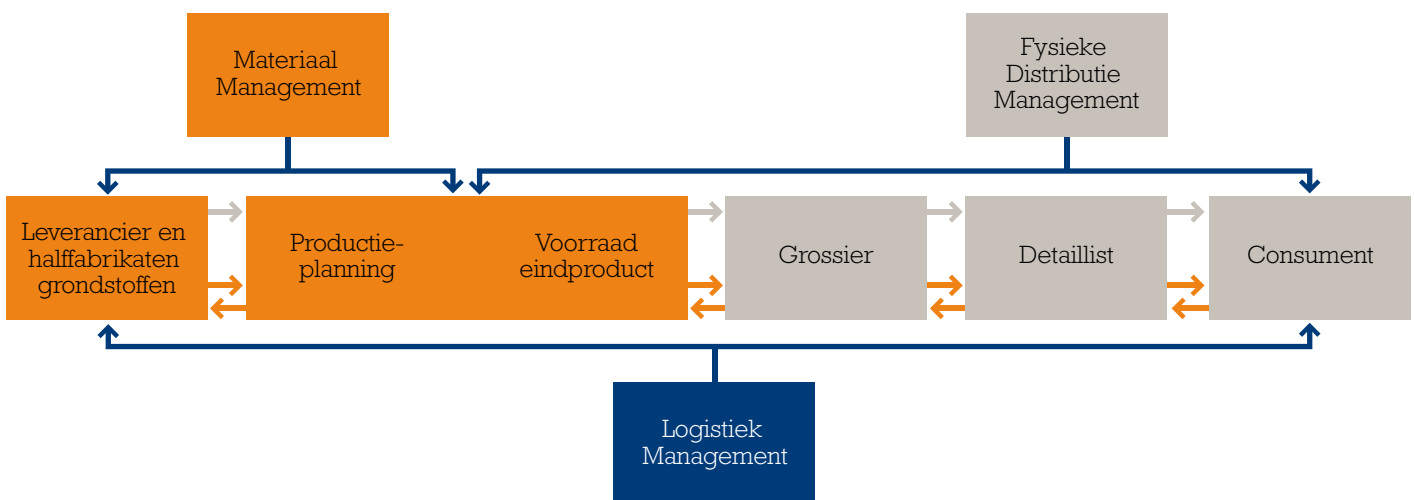 Materiaal
Management
Fysieke
Distributie
Management
Leverancier en
halffabrikaten
grondstoffen
Productie-
planning
Voorraad
eindproduct
Grossier
Detaillist
Consument
Logistiek
Management